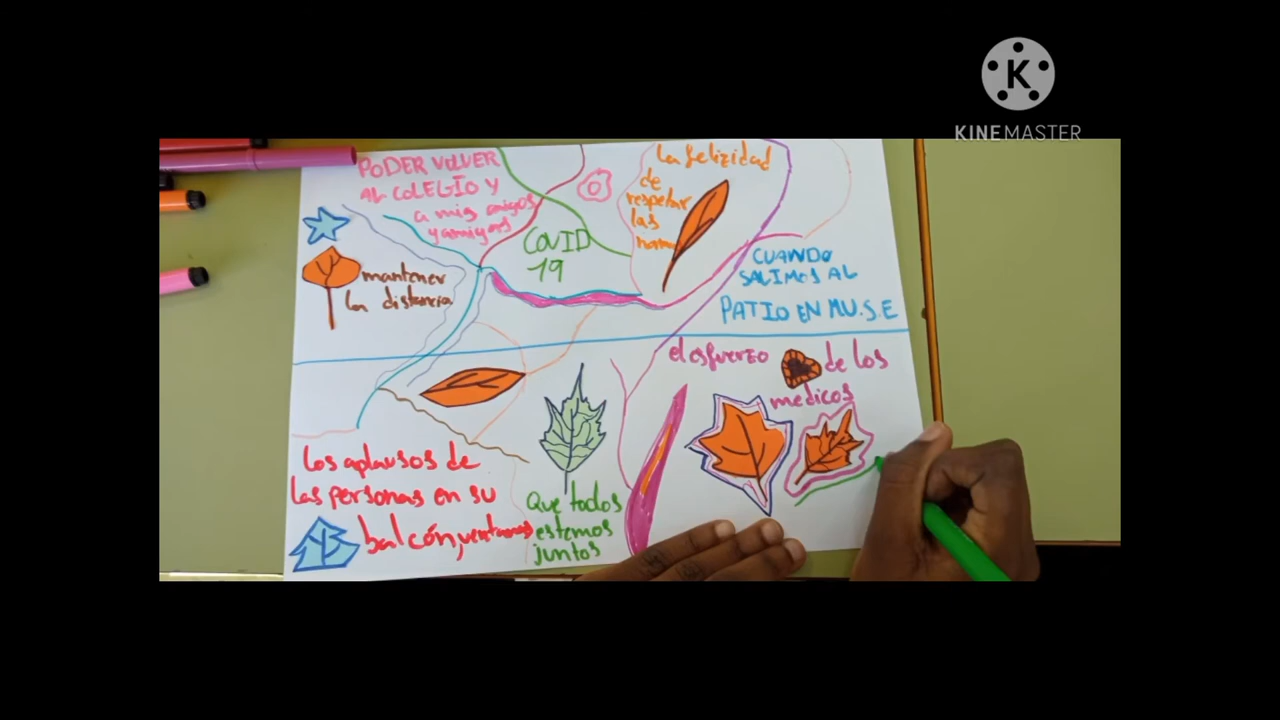 KINEMASTER
PODER VOLVER
AL COLEGIO Y
a mis amigos
y amigas
la felizidad
de
respetar
las
COVID
19
CUANDO
SALIMOS AL
PATIO EN MU.S.E
mantener
la distancia
el esfuerzo de los
medicos
Los aplausos de
las personas en su
balcón
Que todos
estemos
juntos